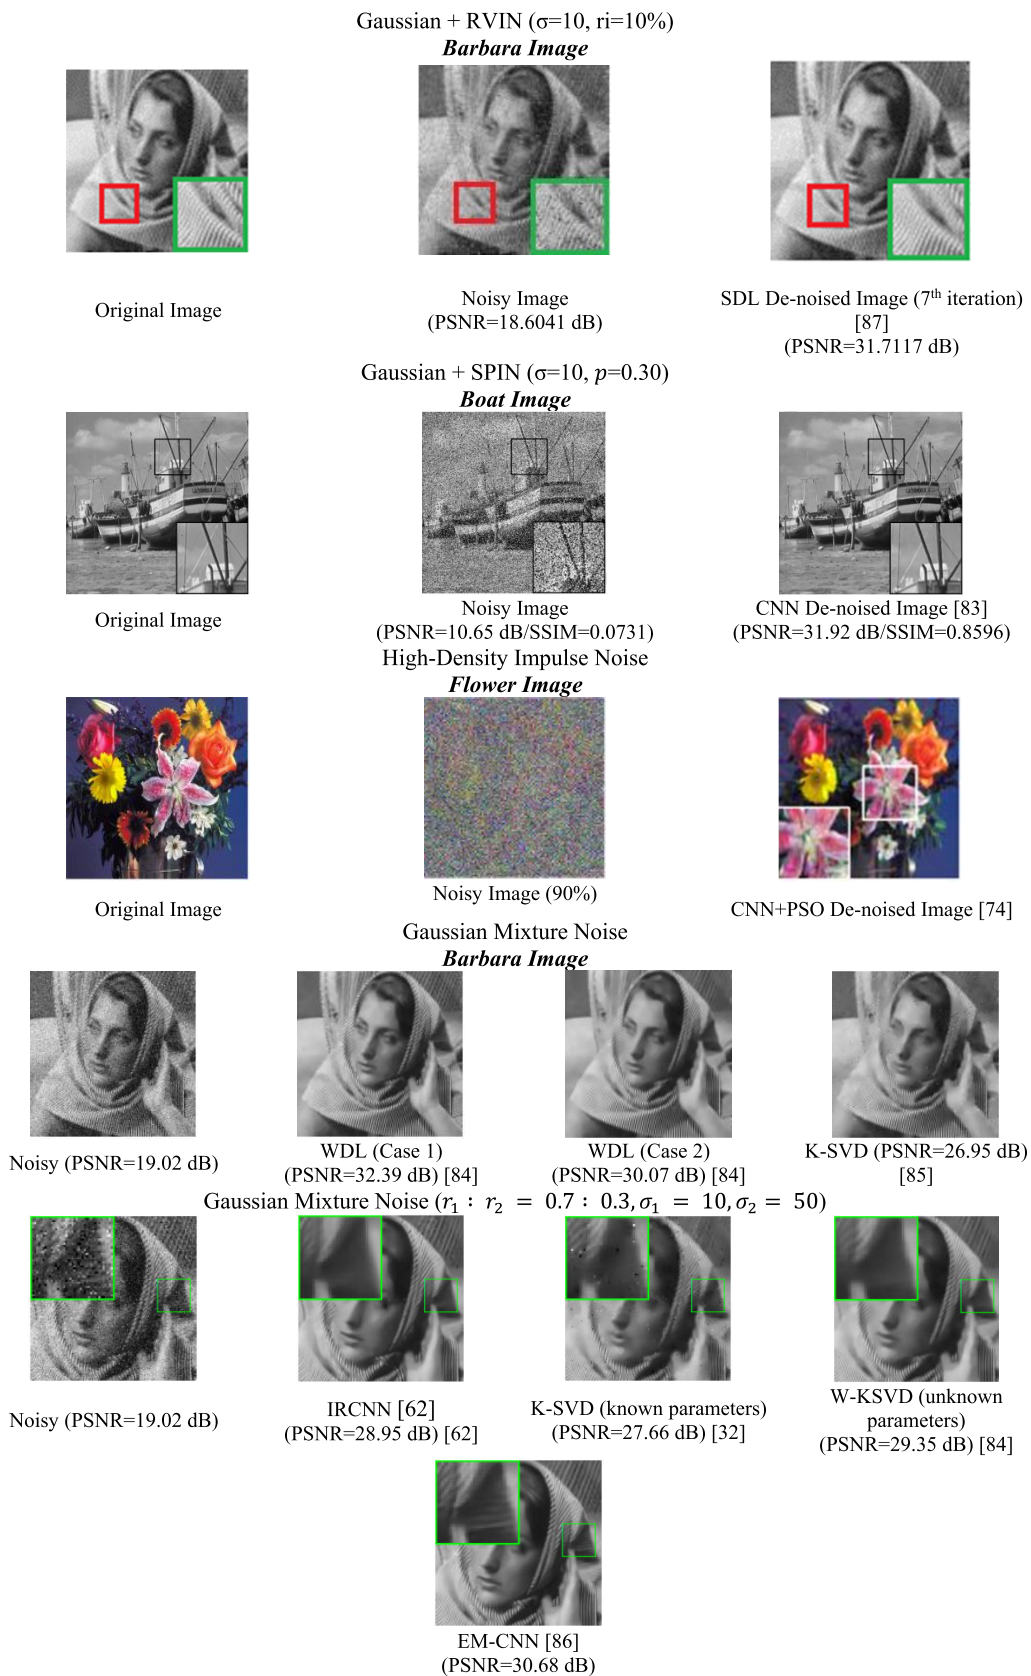 Gaussian + RVIN (σ=10, ri=10%)
Barbara Image
Original Image
Noisy Image
(PSNR=18.6041 dB)
SDL De-noised Image (7th iteration)
[87]
(PSNR=31.7117 dB)
Gaussian + SPIN (σ=10, p=0.30)
Boat Image
Original Image
Noisy Image
(PSNR=10.65 dB/SSIM=0.0731)
CNN De-noised Image [83]
(PSNR=31.92 dB/SSIM=0.8596)
High-Density Impulse Noise
Flower Image
Original Image
Noisy Image (90%)
CNN+PSO De-noised Image [74]
Gaussian Mixture Noise
Barbara Image
Noisy (PSNR=19.02 dB)
WDL (Case 1)
(PSNR=32.39 dB) [84]
WDL (Case 2)
(PSNR=30.07 dB) [84]
K-SVD (PSNR=26.95 dB)
[85]
Gaussian Mixture Noise (r₁ : r₂ = 0.7 : 0.3, σ₁ = 10, σ₂ = 50)
Noisy (PSNR=19.02 dB)
IRCNN [62]
(PSNR=28.95 dB) [62]
K-SVD (known parameters)
(PSNR=27.66 dB) [32]
W-KSVD (unknown
parameters)
(PSNR=29.35 dB) [84]
EM-CNN [86]
(PSNR=30.68 dB)